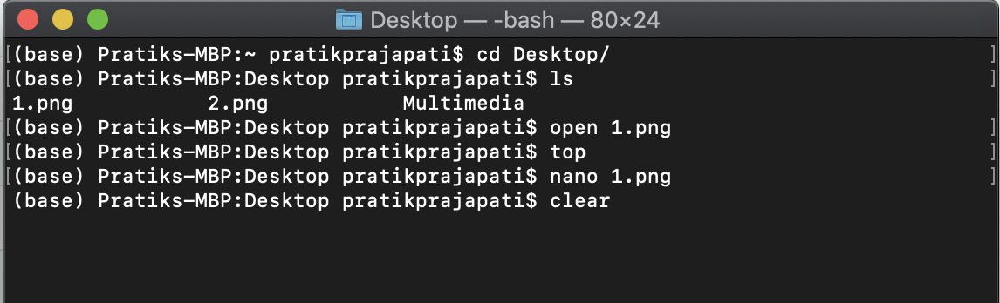 Desktop — -bash — 80×24
[(base) Pratiks-MBP:~ pratikprajapati$ cd Desktop/ ]
[(base) Pratiks-MBP:Desktop pratikprajapati$ ls ]
1.png 2.png Multimedia
[(base) Pratiks-MBP:Desktop pratikprajapati$ open 1.png ]
[(base) Pratiks-MBP:Desktop pratikprajapati$ top ]
[(base) Pratiks-MBP:Desktop pratikprajapati$ nano 1.png ]
(base) Pratiks-MBP:Desktop pratikprajapati$ clear